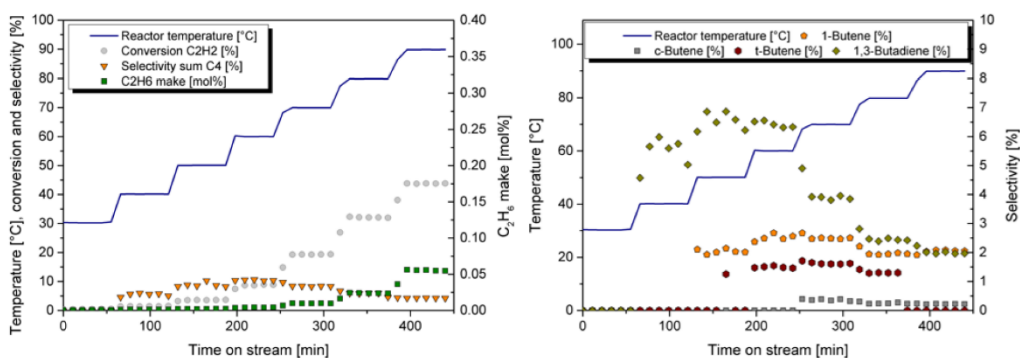 Reactor temperature [°C]
Conversion C2H2 [%]
Selectivity sum C4 [%]
C2H6 make [mol%]
Temperature [°C], conversion and selectivity [%]
100
90
80
70
60
50
40
30
20
10
0
0 100 200 300 400
Time on stream [min]
0.40
0.35
0.30
0.25
0.20
0.15
0.10
0.05
0.00
C₂H₆ make [mol%]
Reactor temperature [°C] 1-Butene [%]
c-Butene [%] t-Butene [%] 1,3-Butadiene [%]
Temperature [°C]
100
80
60
40
20
0
0 100 200 300 400
Time on stream [min]
10
9
8
7
6
5
4
3
2
1
0
Selectivity [%]